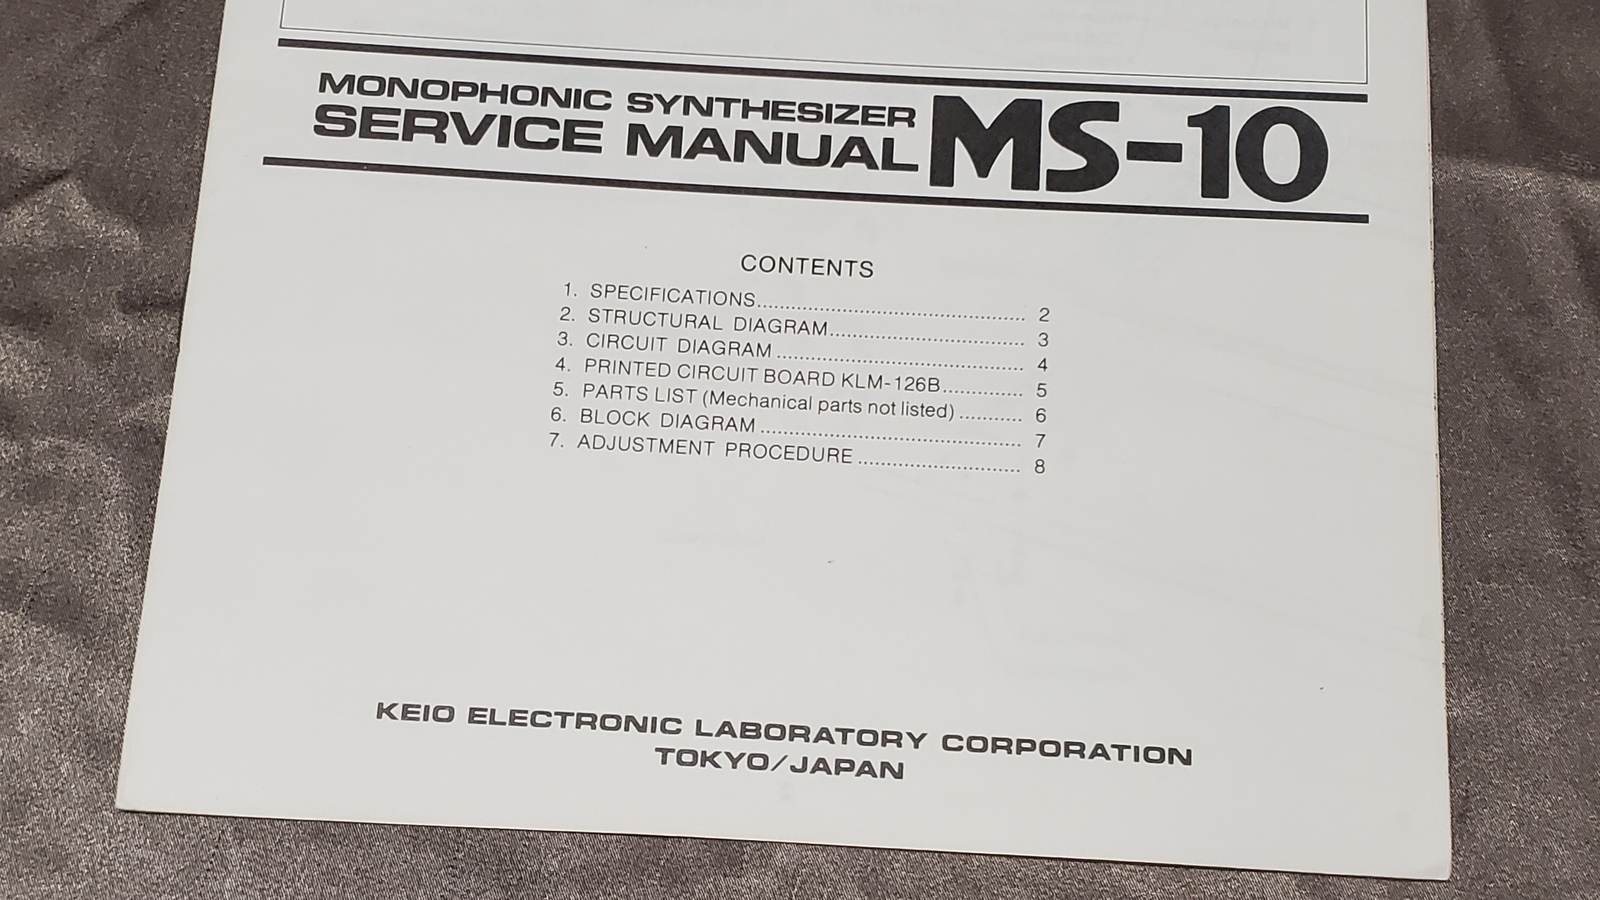 MONOPHONIC SYNTHESIZER
SERVICE MANUAL MS-10
CONTENTS
1. SPECIFICATIONS........................................ 2
2. STRUCTURAL DIAGRAM............................ 3
3. CIRCUIT DIAGRAM .................................... 4
4. PRINTED CIRCUIT BOARD KLM-126B............ 5
5. PARTS LIST (Mechanical parts not listed) .......... 6
6. BLOCK DIAGRAM ...................................... 7
7. ADJUSTMENT PROCEDURE ....................... 8
KEIO ELECTRONIC LABORATORY CORPORATION
TOKYO/JAPAN